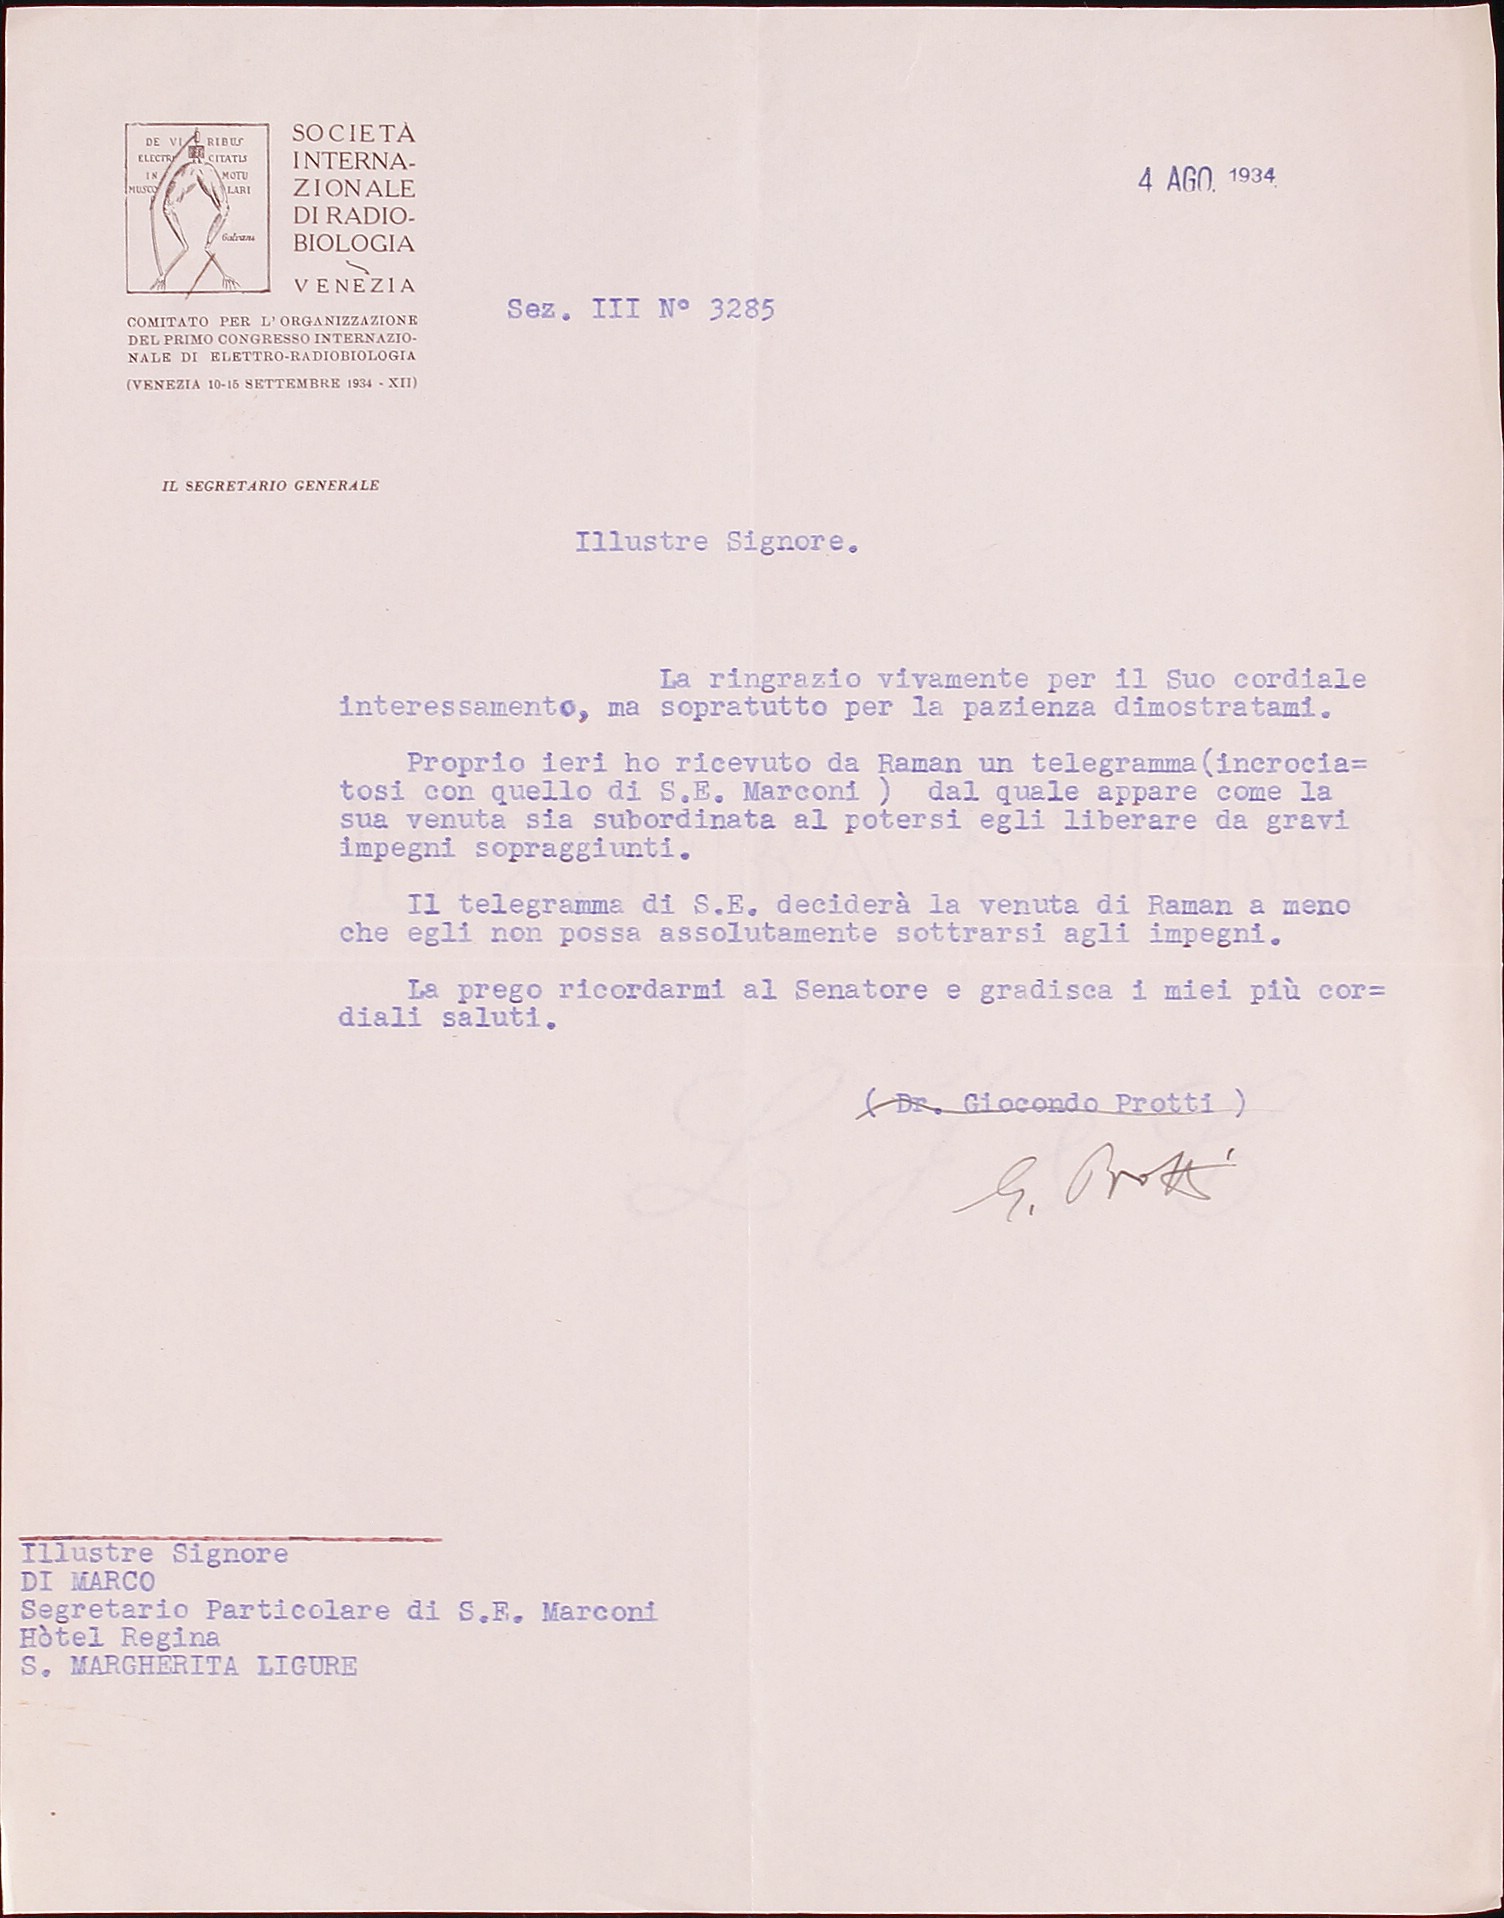 DE VIRIBUS
ELECTRICITATIS
IN MOTU
MUSCOLARI
Galvani
SOCIETÀ
INTERNA-
ZIONALE
DI RADIO-
BIOLOGIA
VENEZIA
COMITATO PER L'ORGANIZZAZIONE
DEL PRIMO CONGRESSO INTERNAZIO-
NALE DI ELETTRO-RADIOBIOLOGIA
(VENEZIA 10-15 SETTEMBRE 1934 - XII)
IL SEGRETARIO GENERALE
4 AGO. 1934
Sez. III N° 3285
Illustre Signore.
La ringrazio vivamente per il Suo cordiale
interessamento, ma sopratutto per la pazienza dimostratami.
Proprio ieri ho ricevuto da Raman un telegramma(incrocia=
tosi con quello di S.E. Marconi ) dal quale appare come la
sua venuta sia subordinata al potersi egli liberare da gravi
impegni sopraggiunti.
Il telegramma di S.E. deciderà la venuta di Raman a meno
che egli non possa assolutamente sottrarsi agli impegni.
La prego ricordarmi al Senatore e gradisca i miei più cor=
diali saluti.
( Dr. Giocondo Protti )
G. Protti
Illustre Signore
DI MARCO
Segretario Particolare di S.E. Marconi
Hòtel Regina
S. MARGHERITA LIGURE